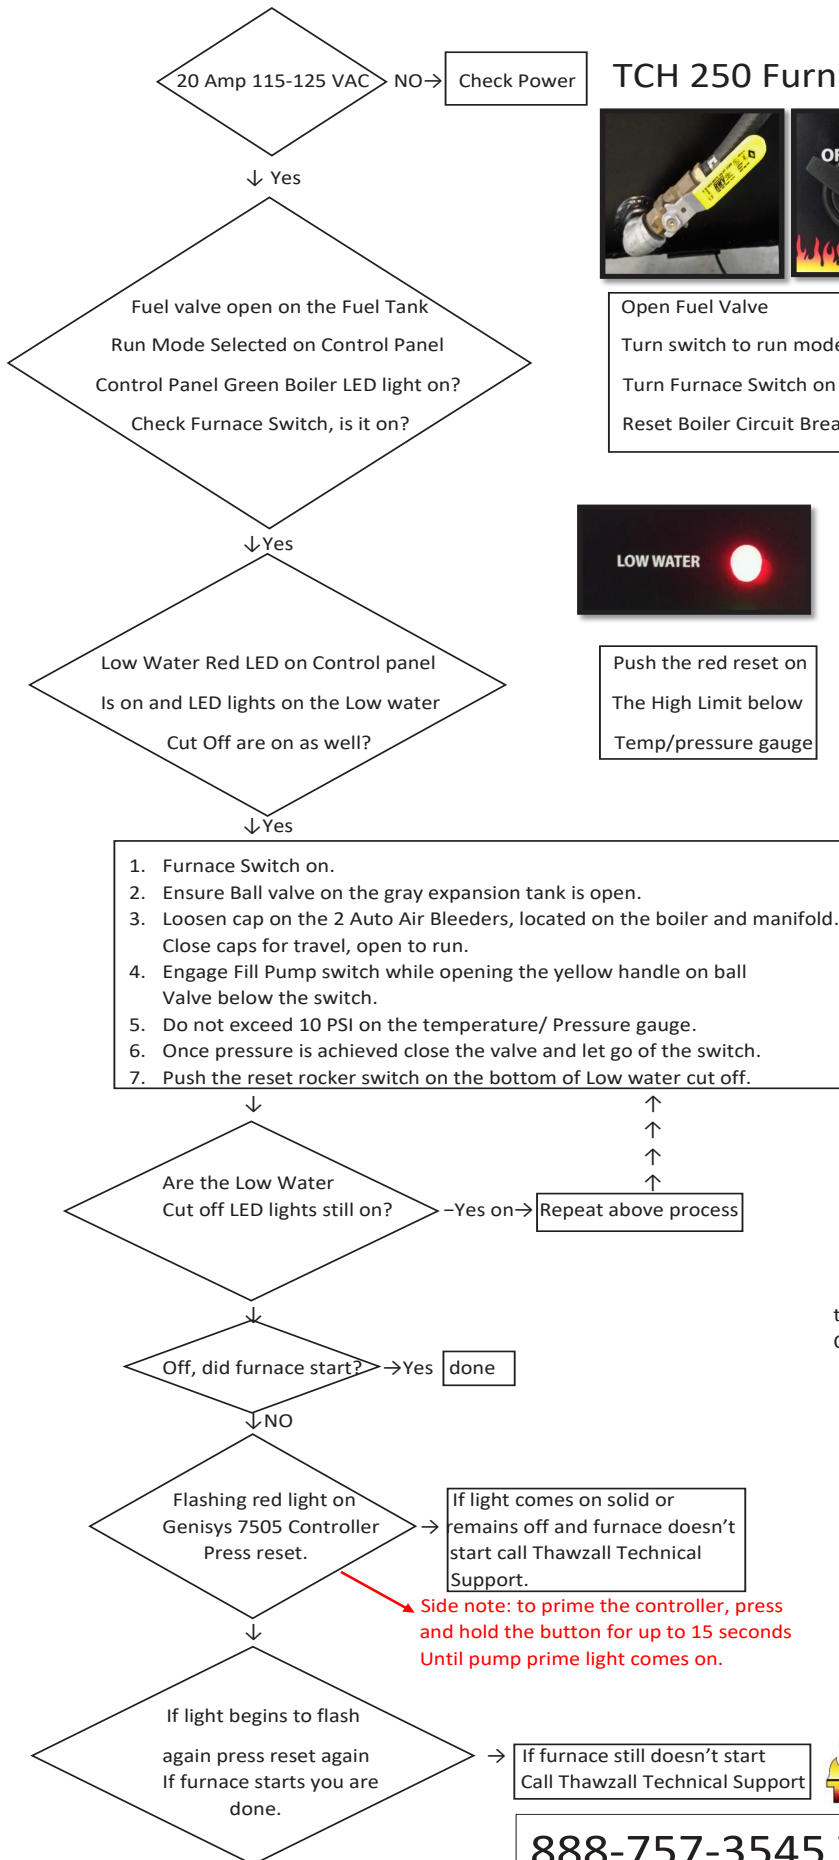 20 Amp 115-125 VAC NO→ Check Power
TCH 250 Furn
↓ Yes
Fuel valve open on the Fuel Tank
Run Mode Selected on Control Panel
Control Panel Green Boiler LED light on?
Check Furnace Switch, is it on?
Open Fuel Valve
Turn switch to run mode
Turn Furnace Switch on
Reset Boiler Circuit Brea
↓Yes
LOW WATER
Low Water Red LED on Control panel
Is on and LED lights on the Low water
Cut Off are on as well?
Push the red reset on
The High Limit below
Temp/pressure gauge
↓Yes
1. Furnace Switch on.
2. Ensure Ball valve on the gray expansion tank is open.
3. Loosen cap on the 2 Auto Air Bleeders, located on the boiler and manifold.
Close caps for travel, open to run.
4. Engage Fill Pump switch while opening the yellow handle on ball
Valve below the switch.
5. Do not exceed 10 PSI on the temperature/ Pressure gauge.
6. Once pressure is achieved close the valve and let go of the switch.
7. Push the reset rocker switch on the bottom of Low water cut off.
Are the Low Water
Cut off LED lights still on? –Yes on→ Repeat above process
Off, did furnace start? →Yes done
↓NO
Flashing red light on
Genisys 7505 Controller
Press reset.
If light comes on solid or
remains off and furnace doesn't
start call Thawzall Technical
Support.
Side note: to prime the controller, press
and hold the button for up to 15 seconds
Until pump prime light comes on.
If light begins to flash
again press reset again
If furnace starts you are
done.
If furnace still doesn't start
Call Thawzall Technical Support
888-757-3545